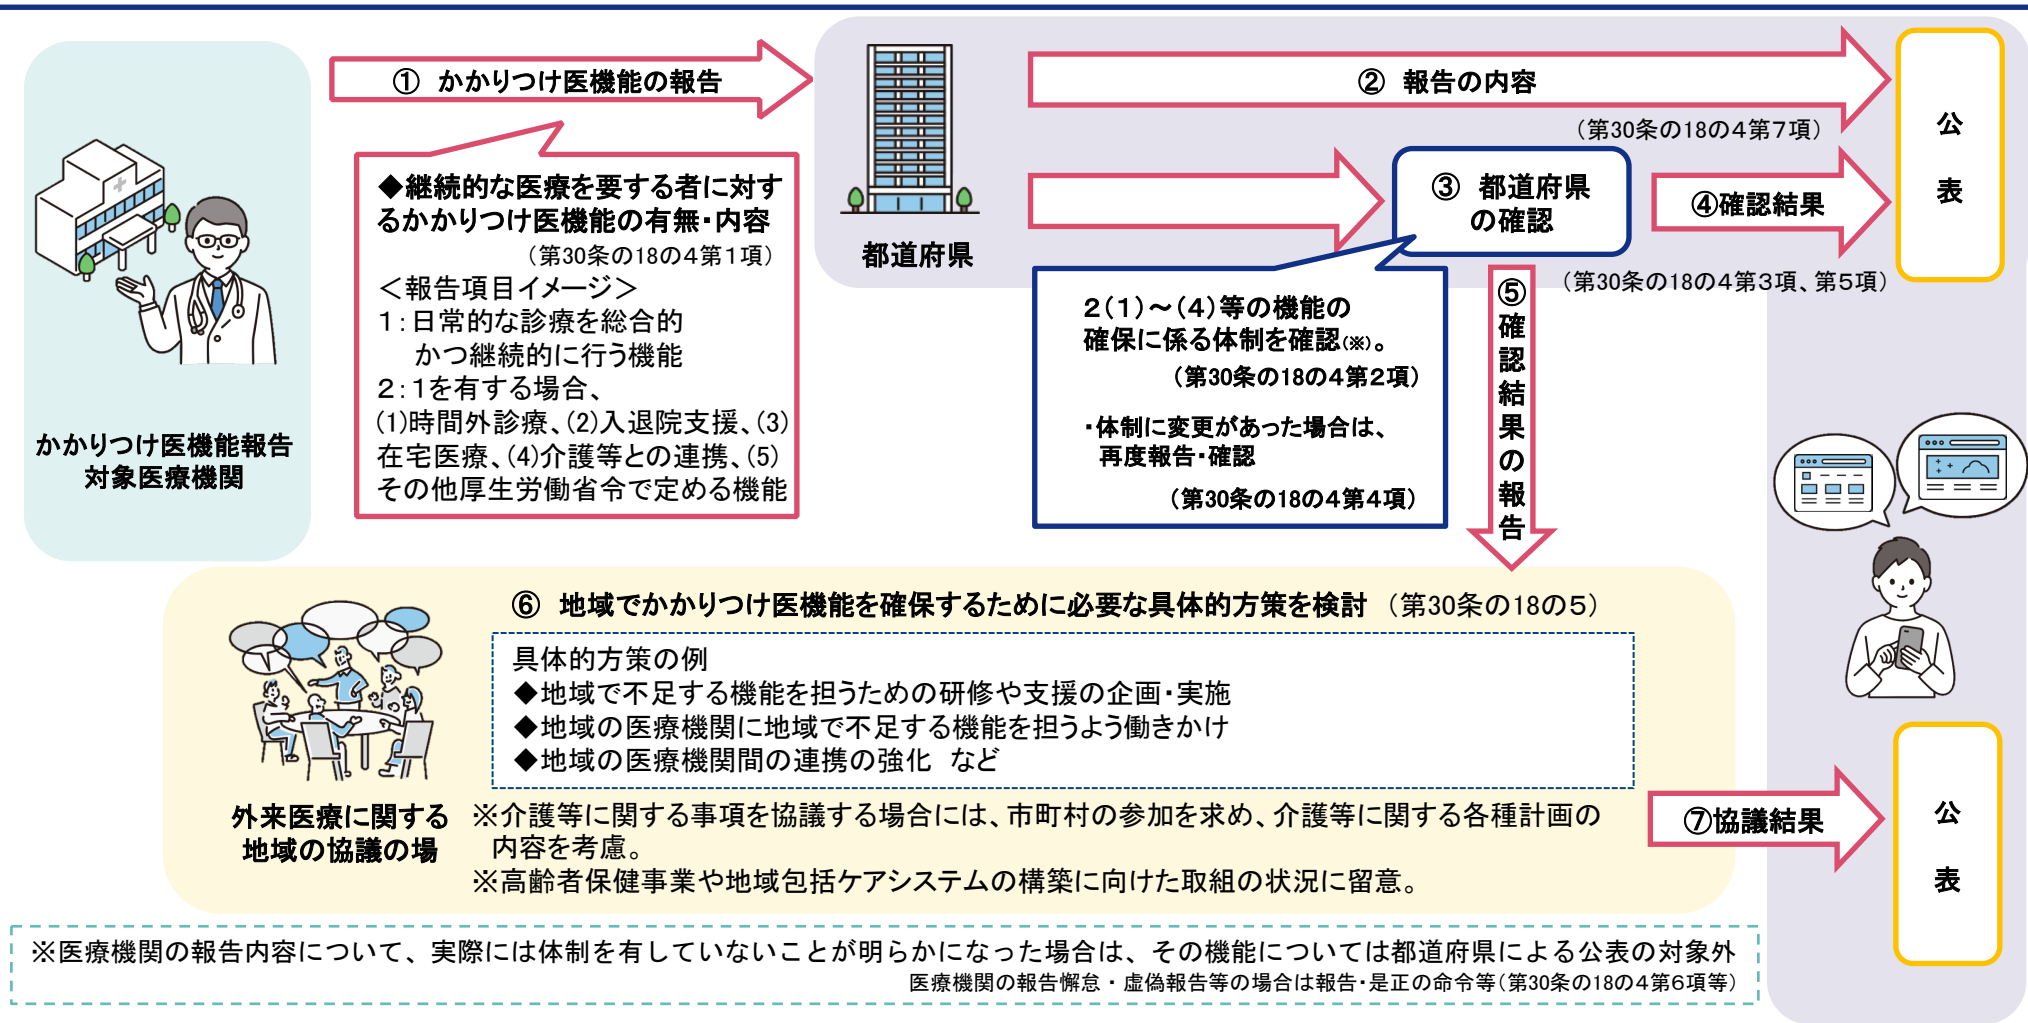 ① かかりつけ医機能の報告
② 報告の内容
(第30条の18の4第7項)
公
表
◆継続的な医療を要する者に対す
るかかりつけ医機能の有無・内容
(第30条の18の4第1項)
<報告項目イメージ>
1:日常的な診療を総合的
かつ継続的に行う機能
2:1を有する場合、
(1)時間外診療、(2)入退院支援、(3)
在宅医療、(4)介護等との連携、(5)
その他厚生労働省令で定める機能
都道府県
③ 都道府県
の確認
④確認結果
(第30条の18の4第3項、第5項)
2(1)~(4)等の機能の
確保に係る体制を確認(※)。
(第30条の18の4第2項)
・体制に変更があった場合は、
再度報告・確認
(第30条の18の4第4項)
⑤確認結果の報告
かかりつけ医機能報告
対象医療機関
⑥ 地域でかかりつけ医機能を確保するために必要な具体的方策を検討 (第30条の18の5)
具体的方策の例
◆地域で不足する機能を担うための研修や支援の企画・実施
◆地域の医療機関に地域で不足する機能を担うよう働きかけ
◆地域の医療機関間の連携の強化 など
外来医療に関する
地域の協議の場
※介護等に関する事項を協議する場合には、市町村の参加を求め、介護等に関する各種計画の
内容を考慮。
※高齢者保健事業や地域包括ケアシステムの構築に向けた取組の状況に留意。
⑦協議結果
公
表
※医療機関の報告内容について、実際には体制を有していないことが明らかになった場合は、その機能については都道府県による公表の対象外
医療機関の報告懈怠・虚偽報告等の場合は報告・是正の命令等(第30条の18の4第6項等)